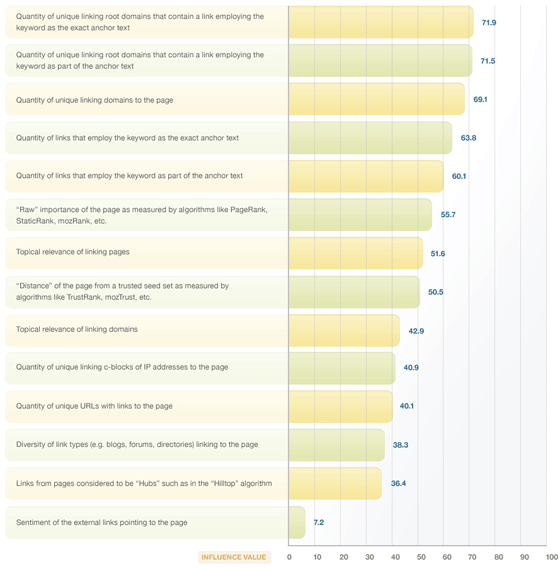 Quantity of unique linking root domains that contain a link employing the
keyword as the exact anchor text
71.9
Quantity of unique linking root domains that contain a link employing the
keyword as part of the anchor text
71.5
Quantity of unique linking domains to the page
69.1
Quantity of links that employ the keyword as the exact anchor text
63.8
Quantity of links that employ the keyword as part of the anchor text
60.1
“Raw” importance of the page as measured by algorithms like PageRank,
StaticRank, mozRank, etc.
55.7
Topical relevance of linking pages
51.6
“Distance” of the page from a trusted seed set as measured by
algorithms like TrustRank, mozTrust, etc.
50.5
Topical relevance of linking domains
42.9
Quantity of unique linking c-blocks of IP addresses to the page
40.9
Quantity of unique URLs with links to the page
40.1
Diversity of link types (e.g. blogs, forums, directories) linking to the page
38.3
Links from pages considered to be “Hubs” such as in the “Hilltop” algorithm
36.4
Sentiment of the external links pointing to the page
7.2
INFLUENCE VALUE 0 10 20 30 40 50 60 70 80 90 100